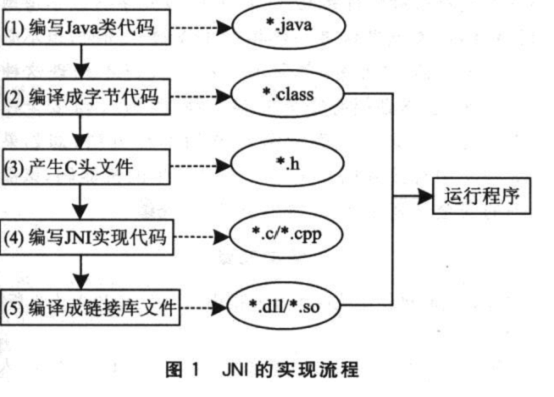 (1) 编写Java类代码
*.java
(2) 编译成字节代码
*.class
(3) 产生C头文件
*.h
运行程序
(4) 编写JNI实现代码
*.c/*.cpp
(5) 编译成链接库文件
*.dll/*.so
图 1 JNI 的实现流程